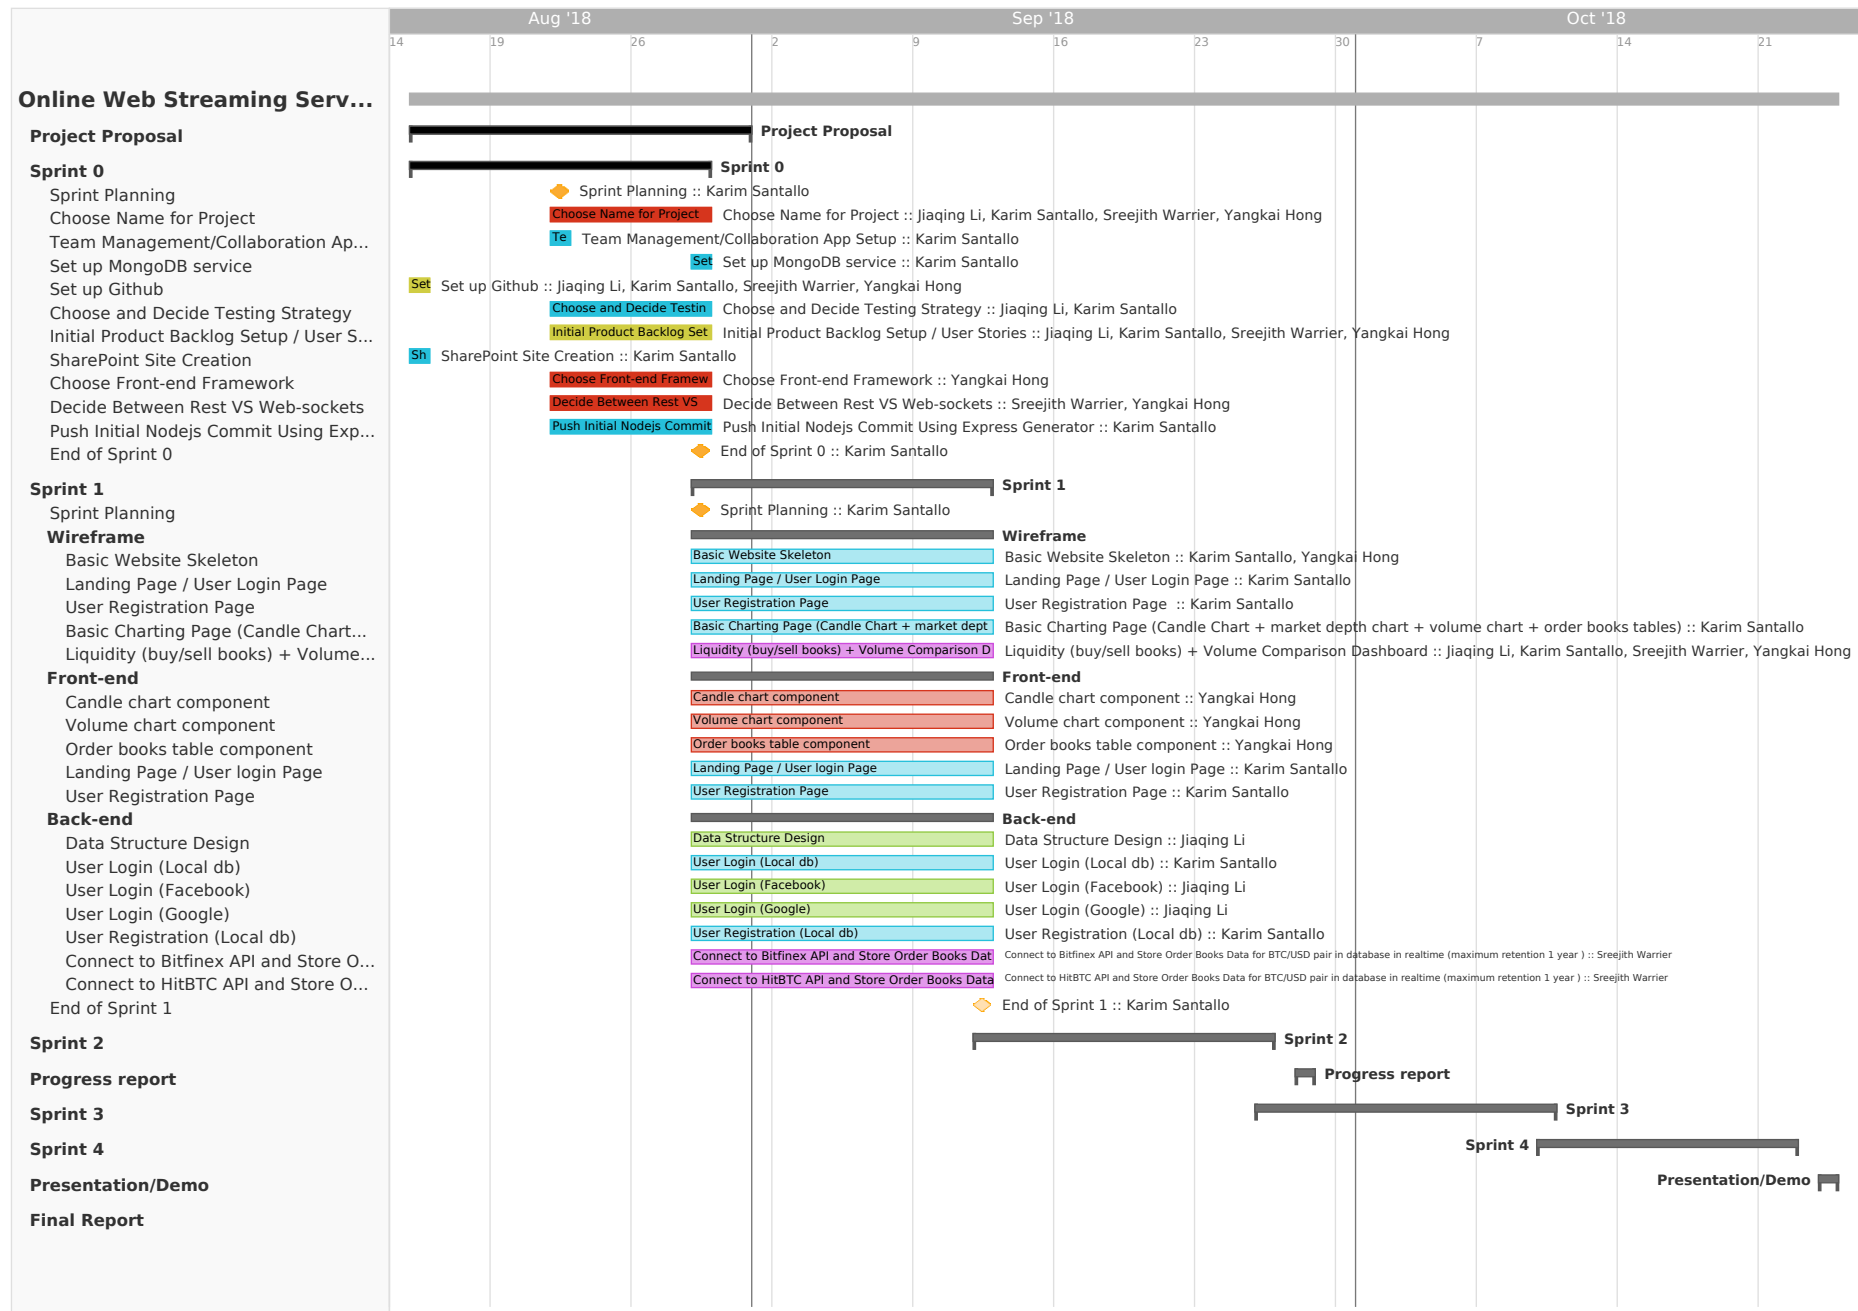 Aug '18 Sep '18 Oct '18
14 19 26 2 9 16 23 30 7 14 21
Online Web Streaming Serv...
Project Proposal Project Proposal
Sprint 0 Sprint 0
Sprint Planning Sprint Planning :: Karim Santallo
Choose Name for Project Choose Name for Project Choose Name for Project :: Jiaqing Li, Karim Santallo, Sreejith Warrier, Yangkai Hong
Team Management/Collaboration Ap... Te Team Management/Collaboration App Setup :: Karim Santallo
Set up MongoDB service Set Set up MongoDB service :: Karim Santallo
Set up Github Set Set up Github :: Jiaqing Li, Karim Santallo, Sreejith Warrier, Yangkai Hong
Choose and Decide Testing Strategy Choose and Decide Testin Choose and Decide Testing Strategy :: Jiaqing Li, Karim Santallo
Initial Product Backlog Setup / User S... Initial Product Backlog Set Initial Product Backlog Setup / User Stories :: Jiaqing Li, Karim Santallo, Sreejith Warrier, Yangkai Hong
SharePoint Site Creation Sh SharePoint Site Creation :: Karim Santallo
Choose Front-end Framework Choose Front-end Framew Choose Front-end Framework :: Yangkai Hong
Decide Between Rest VS Web-sockets Decide Between Rest VS Decide Between Rest VS Web-sockets :: Sreejith Warrier, Yangkai Hong
Push Initial Nodejs Commit Using Exp... Push Initial Nodejs Commit Push Initial Nodejs Commit Using Express Generator :: Karim Santallo
End of Sprint 0 End of Sprint 0 :: Karim Santallo
Sprint 1 Sprint 1
Sprint Planning Sprint Planning :: Karim Santallo
Wireframe Wireframe
Basic Website Skeleton Basic Website Skeleton Basic Website Skeleton :: Karim Santallo, Yangkai Hong
Landing Page / User Login Page Landing Page / User Login Page Landing Page / User Login Page :: Karim Santallo
User Registration Page User Registration Page User Registration Page :: Karim Santallo
Basic Charting Page (Candle Chart... Basic Charting Page (Candle Chart + market dept Basic Charting Page (Candle Chart + market depth chart + volume chart + order books tables) :: Karim Santallo
Liquidity (buy/sell books) + Volume... Liquidity (buy/sell books) + Volume Comparison D Liquidity (buy/sell books) + Volume Comparison Dashboard :: Jiaqing Li, Karim Santallo, Sreejith Warrier, Yangkai Hong
Front-end Front-end
Candle chart component Candle chart component Candle chart component :: Yangkai Hong
Volume chart component Volume chart component Volume chart component :: Yangkai Hong
Order books table component Order books table component Order books table component :: Yangkai Hong
Landing Page / User login Page Landing Page / User login Page Landing Page / User login Page :: Karim Santallo
User Registration Page User Registration Page User Registration Page :: Karim Santallo
Back-end Back-end
Data Structure Design Data Structure Design Data Structure Design :: Jiaqing Li
User Login (Local db) User Login (Local db) User Login (Local db) :: Karim Santallo
User Login (Facebook) User Login (Facebook) User Login (Facebook) :: Jiaqing Li
User Login (Google) User Login (Google) User Login (Google) :: Jiaqing Li
User Registration (Local db) User Registration (Local db) User Registration (Local db) :: Karim Santallo
Connect to Bitfinex API and Store O... Connect to Bitfinex API and Store Order Books Dat Connect to Bitfinex API and Store Order Books Data for BTC/USD pair in database in realtime (maximum retention 1 year ) :: Sreejith Warrier
Connect to HitBTC API and Store O... Connect to HitBTC API and Store Order Books Data Connect to HitBTC API and Store Order Books Data for BTC/USD pair in database in realtime (maximum retention 1 year ) :: Sreejith Warrier
End of Sprint 1 End of Sprint 1 :: Karim Santallo
Sprint 2 Sprint 2
Progress report Progress report
Sprint 3 Sprint 3
Sprint 4 Sprint 4
Presentation/Demo Presentation/Demo
Final Report